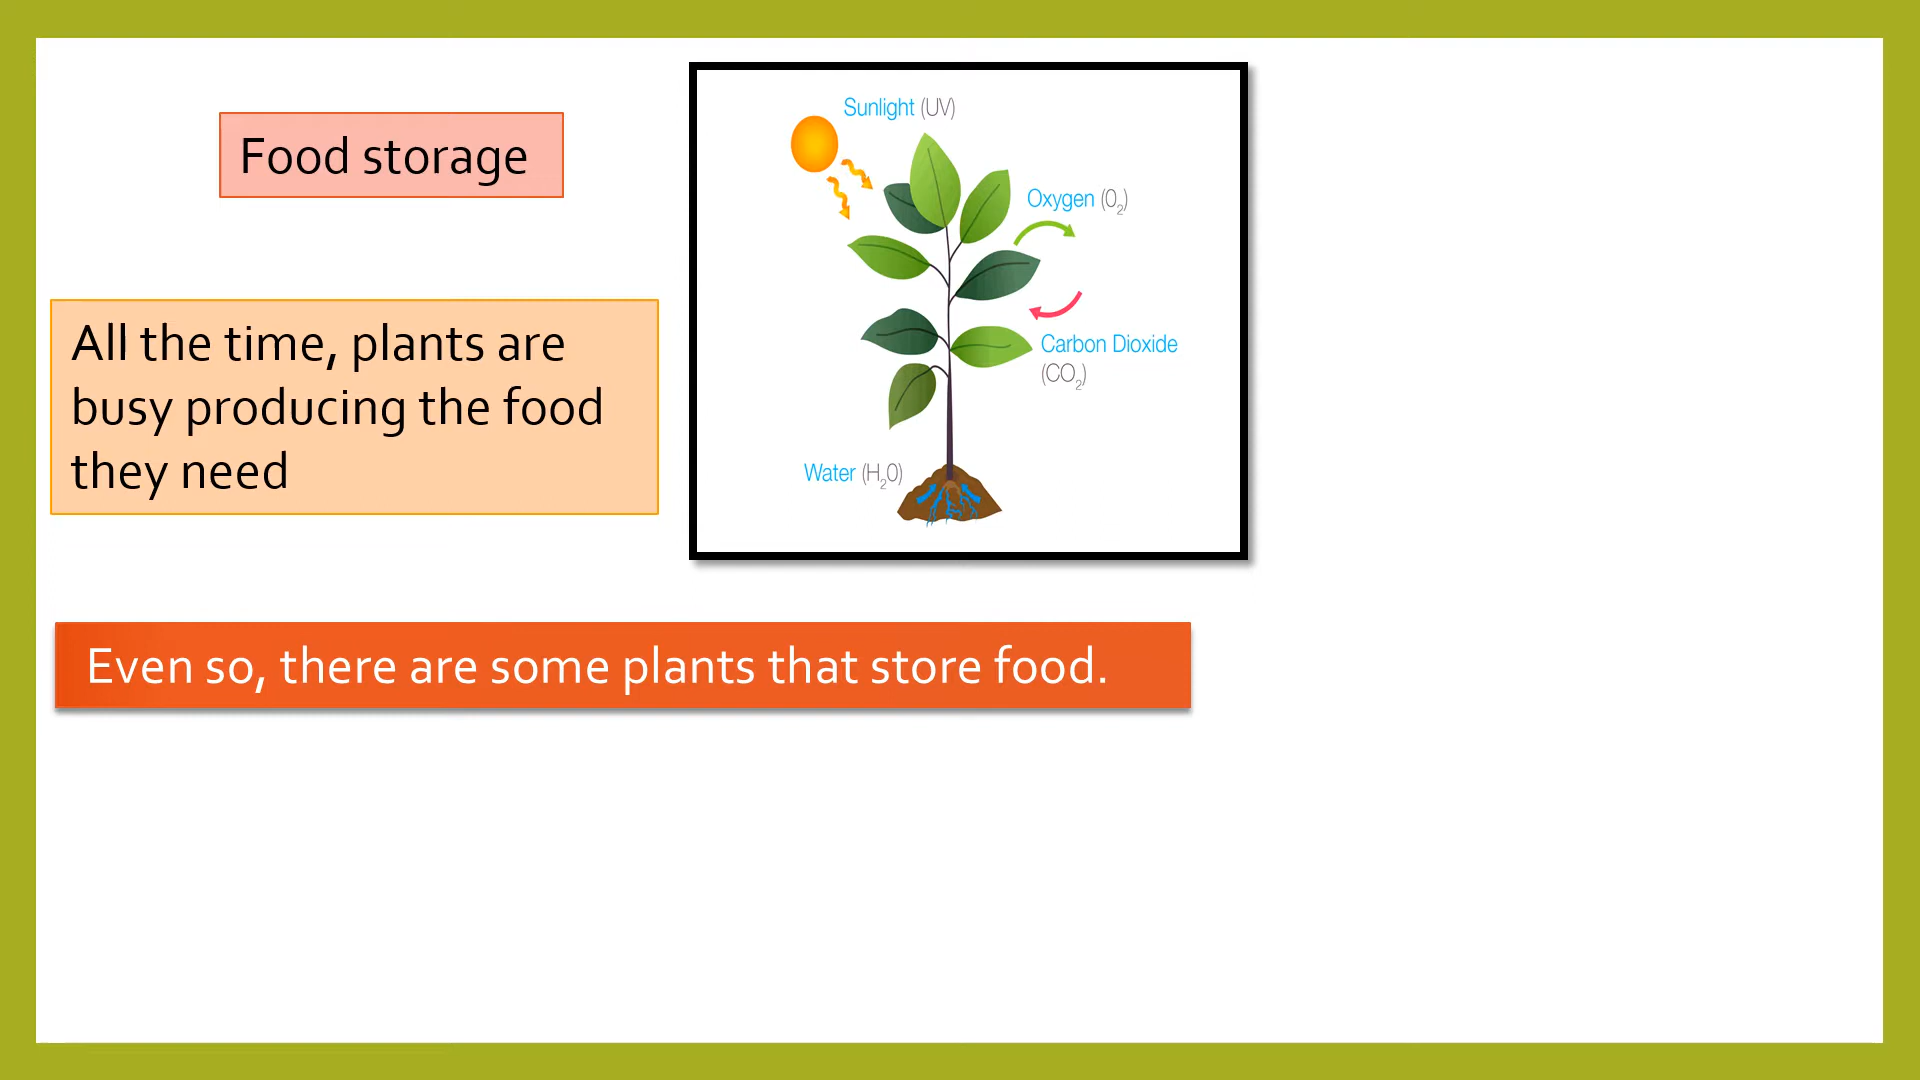 Food storage
All the time, plants are
busy producing the food
they need
Sunlight (UV)
Oxygen (O₂)
Carbon Dioxide
(CO₂)
Water (H₂O)
Even so, there are some plants that store food.